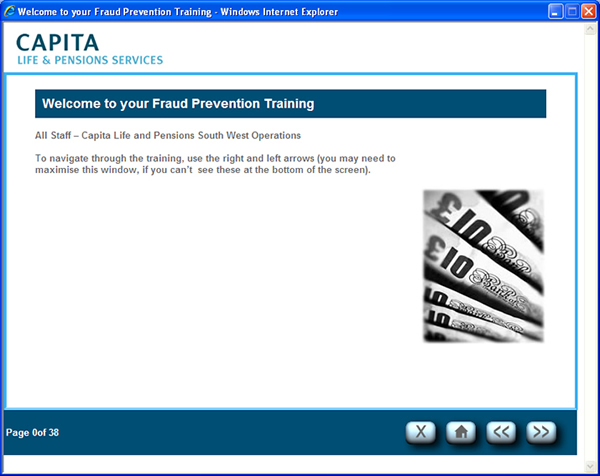 Welcome to your Fraud Prevention Training - Windows Internet Explorer
CAPITA
LIFE & PENSIONS SERVICES
Welcome to your Fraud Prevention Training
All Staff – Capita Life and Pensions South West Operations
To navigate through the training, use the right and left arrows (you may need to
maximise this window, if you can't  see these at the bottom of the screen).
£10
£10
Page 0of 38
X
<<
>>